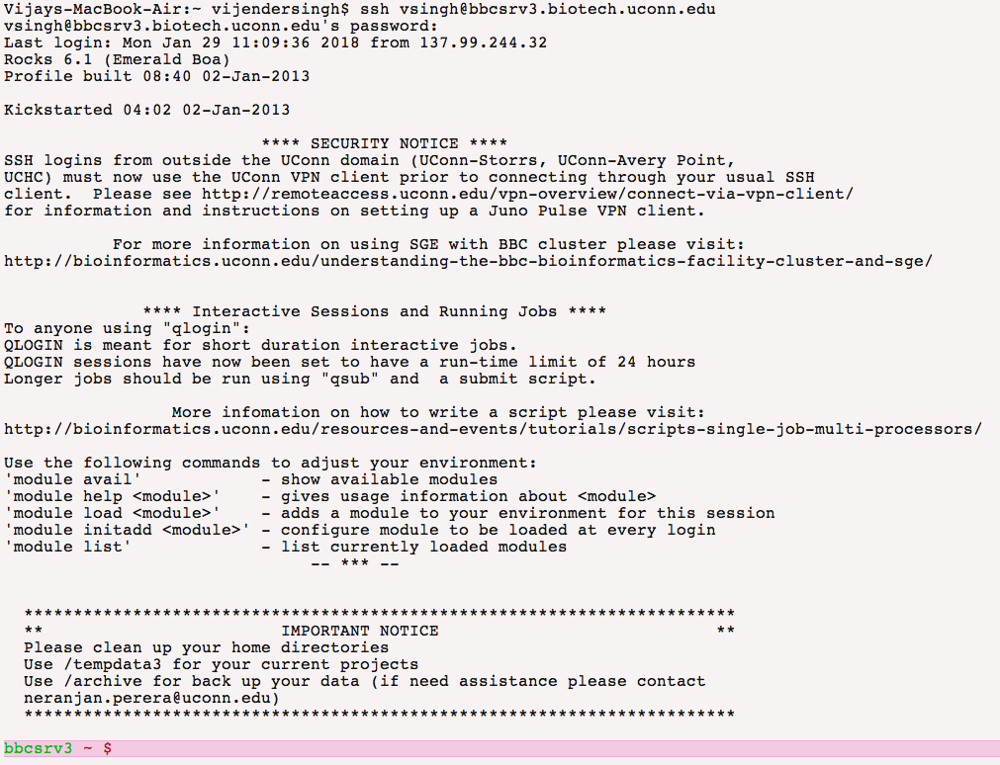 Vijays-MacBook-Air:~ vijendersingh$ ssh vsingh@bbcsrv3.biotech.uconn.edu
vsingh@bbcsrv3.biotech.uconn.edu's password:
Last login: Mon Jan 29 11:09:36 2018 from 137.99.244.32
Rocks 6.1 (Emerald Boa)
Profile built 08:40 02-Jan-2013

Kickstarted 04:02 02-Jan-2013

                          **** SECURITY NOTICE ****
SSH logins from outside the UConn domain (UConn-Storrs, UConn-Avery Point,
UCHC) must now use the UConn VPN client prior to connecting through your usual SSH
client.  Please see http://remoteaccess.uconn.edu/vpn-overview/connect-via-vpn-client/
for information and instructions on setting up a Juno Pulse VPN client.

           For more information on using SGE with BBC cluster please visit:
http://bioinformatics.uconn.edu/understanding-the-bbc-bioinformatics-facility-cluster-and-sge/

              **** Interactive Sessions and Running Jobs ****
To anyone using "qlogin":
QLOGIN is meant for short duration interactive jobs.
QLOGIN sessions have now been set to have a run-time limit of 24 hours
Longer jobs should be run using "qsub" and  a submit script.

                 More infomation on how to write a script please visit:
http://bioinformatics.uconn.edu/resources-and-events/tutorials/scripts-single-job-multi-processors/

Use the following commands to adjust your environment:
'module avail'            - show available modules
'module help <module>'    - gives usage information about <module>
'module load <module>'    - adds a module to your environment for this session
'module initadd <module>' - configure module to be loaded at every login
'module list'             - list currently loaded modules
                               -- *** --

  ************************************************************************
  **                        IMPORTANT NOTICE                            **
  Please clean up your home directories
  Use /tempdata3 for your current projects
  Use /archive for back up your data (if need assistance please contact
  neranjan.perera@uconn.edu)
  ************************************************************************

bbcsrv3 ~ $